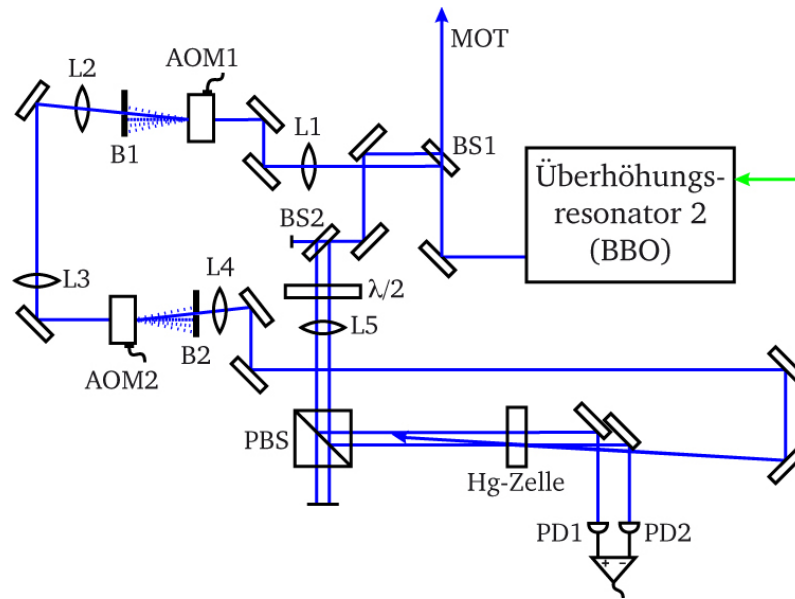 MOT
AOM1
L2
L1
BS1
B1
Überhöhungs-
resonator 2
(BBO)
BS2
L3
L4
λ/2
L5
B2
AOM2
PBS
Hg-Zelle
PD1
PD2
+ −